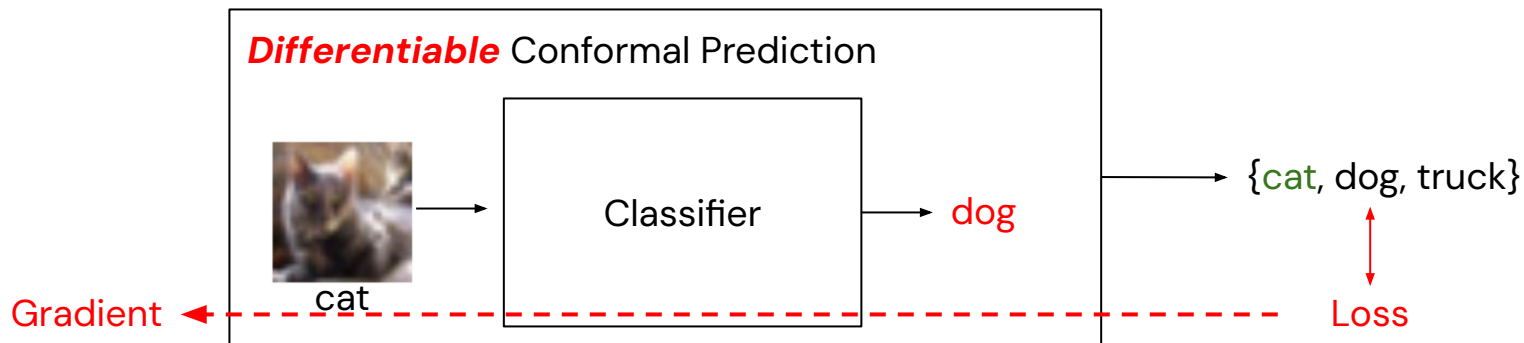 Differentiable Conformal Prediction
Classifier
dog
cat
{cat, dog, truck}
Gradient
Loss